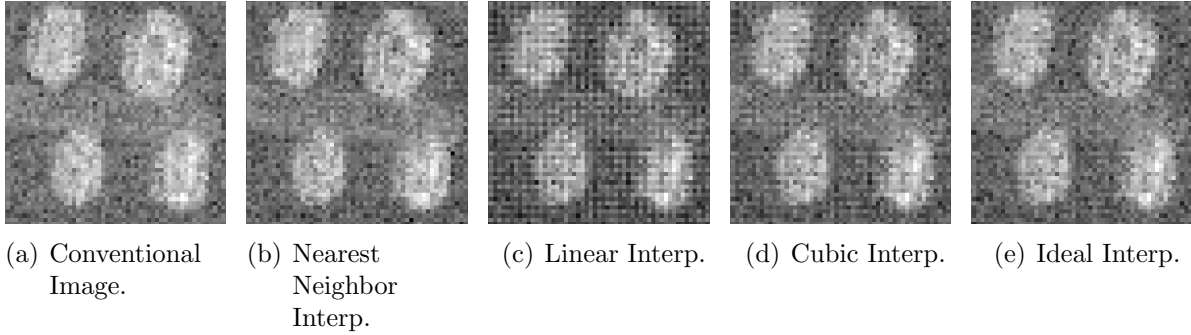 (a) Conventional
Image.
(b) Nearest
Neighbor
Interp.
(c) Linear Interp.
(d) Cubic Interp.
(e) Ideal Interp.